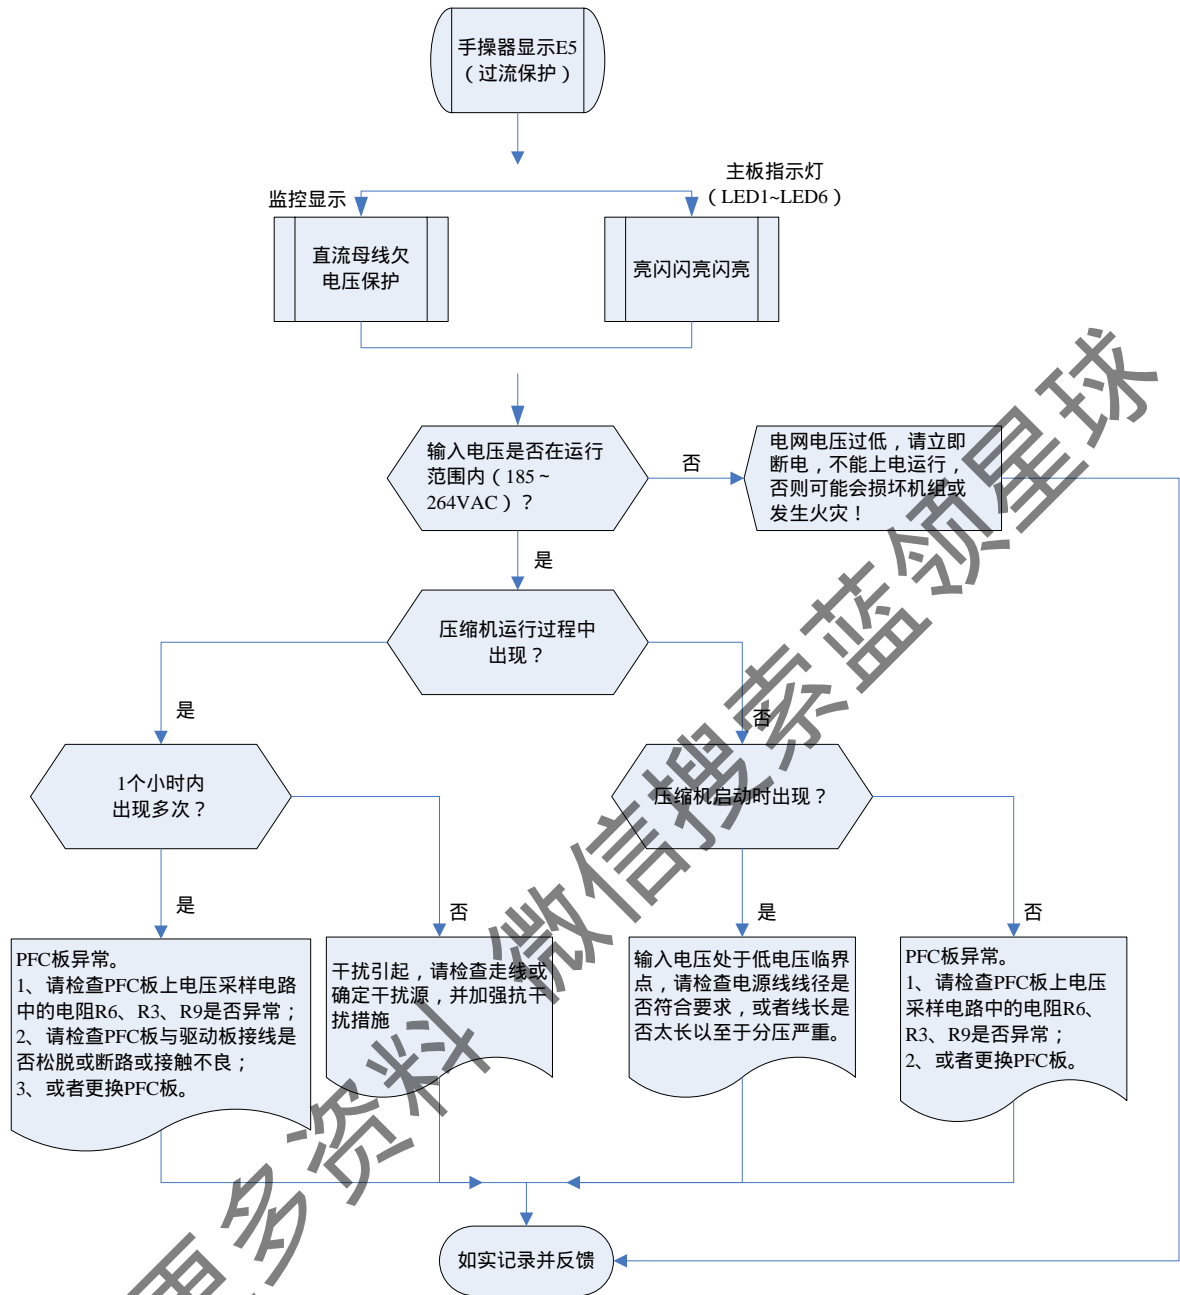 手操器显示E5
（过流保护）
监控显示
主板指示灯
（LED1~LED6）
直流母线欠
电压保护
亮闪闪亮闪亮
输入电压是否在运行
范围内（185～
264VAC）？
否
电网电压过低，请立即
断电，不能上电运行，
否则可能会损坏机组或
发生火灾！
是
压缩机运行过程中
出现？
是
否
1个小时内
出现多次？
压缩机启动时出现？
是
否
是
否
PFC板异常。
1、请检查PFC板上电压采样电路
中的电阻R6、R3、R9是否异常；
2、请检查PFC板与驱动板接线是
否松脱或断路或接触不良；
3、或者更换PFC板。
干扰引起，请检查走线或
确定干扰源，并加强抗干
扰措施
输入电压处于低电压临界
点，请检查电源线线径是
否符合要求，或者线长是
否太长以至于分压严重。
PFC板异常。
1、请检查PFC板上电压
采样电路中的电阻R6、
R3、R9是否异常；
2、或者更换PFC板。
如实记录并反馈
更多资料 微信搜索蓝领星球